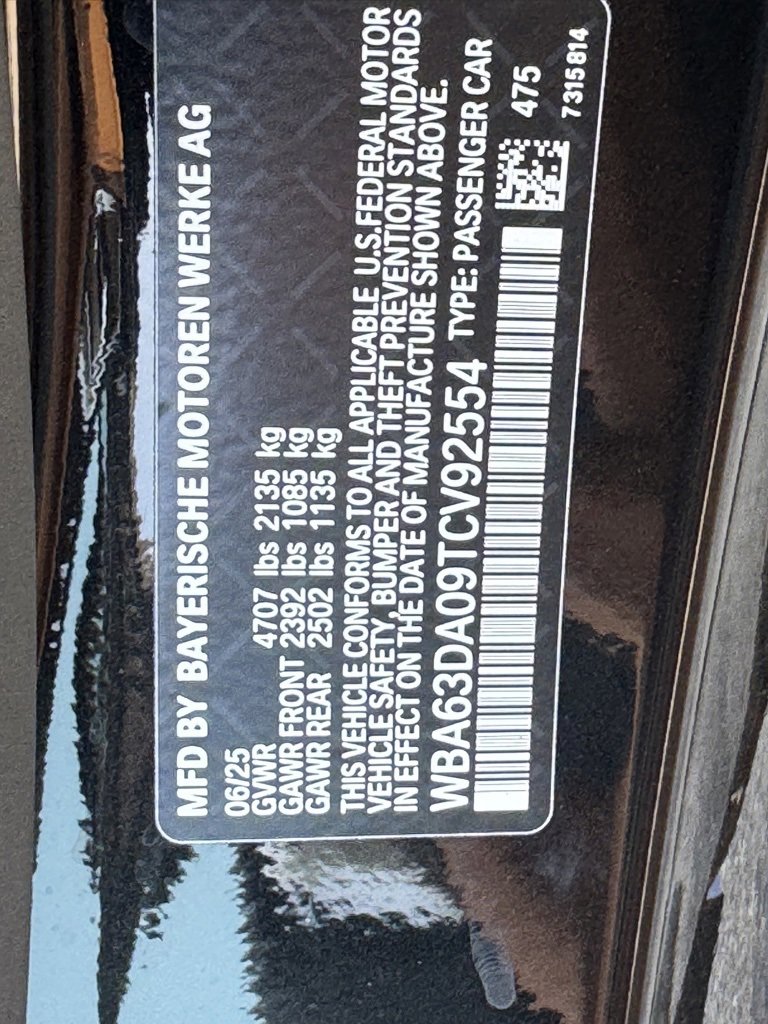 MFD BY BAYERISCHE MOTOREN WERKE AG
06/25
GVWR 4707 lbs 2135 kg
GAWR FRONT 2392 lbs 1085 kg
GAWR REAR 2502 lbs 1135 kg
THIS VEHICLE CONFORMS TO ALL APPLICABLE U.S. FEDERAL MOTOR
VEHICLE SAFETY, BUMPER AND THEFT PREVENTION STANDARDS
IN EFFECT ON THE DATE OF MANUFACTURE SHOWN ABOVE.
WBA63DA09TCV92554 TYPE: PASSENGER CAR
475
7315814